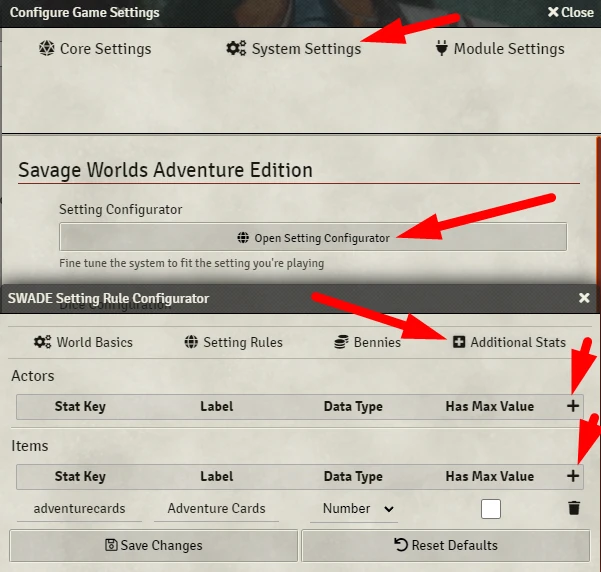 Configure Game Settings Close
Core Settings System Settings Module Settings
Savage Worlds Adventure Edition
Setting Configurator
Open Setting Configurator
Fine tune the system to fit the setting you're playing
Dice Configuration
SWADE Setting Rule Configurator
World Basics Setting Rules Bennies Additional Stats
Actors
Stat Key Label Data Type Has Max Value
Items
Stat Key Label Data Type Has Max Value
adventurecards Adventure Cards Number
Save Changes Reset Defaults